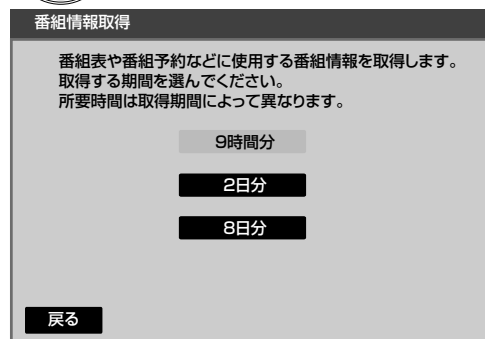 番組情報取得
番組表や番組予約などに使用する番組情報を取得します。
取得する期間を選んでください。
所要時間は取得期間によって異なります。
9時間分
2日分
8日分
戻る